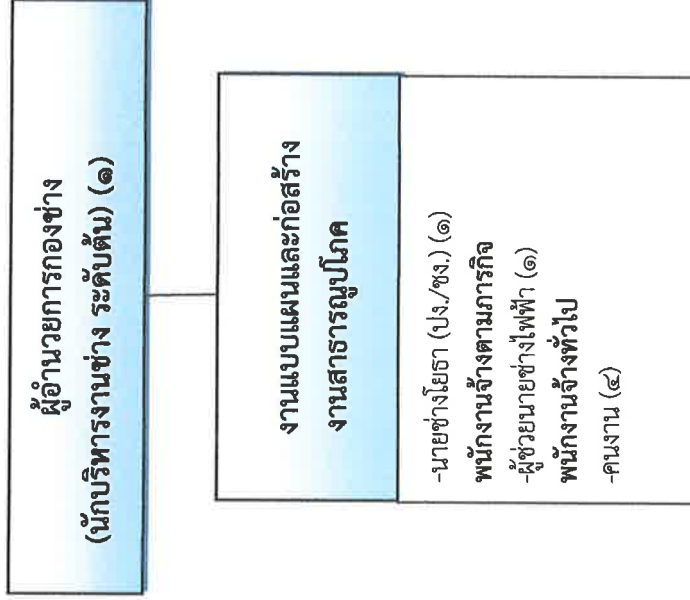 ผู้อำนวยการกองช่าง
(นักบริหารงานช่าง ระดับต้น) (๑)
งานแบบแผนและก่อสร้าง
งานสาธารณูปโภค
-นายช่างโยธา (ปง./ชง.) (๑)
พนักงานจ้างตามภารกิจ
-ผู้ช่วยนายช่างไฟฟ้า (๑)
พนักงานจ้างทั่วไป
-คนงาน (๔)